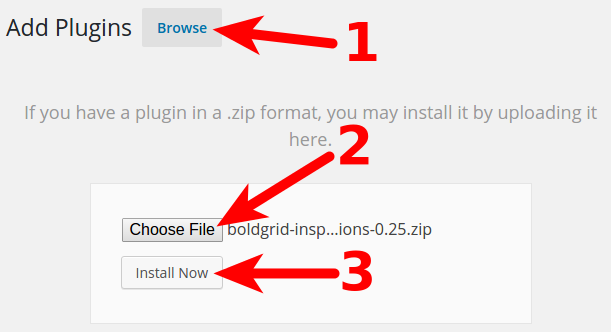 Add Plugins Browse 1
If you have a plugin in a .zip format, you may install it by uploading it
here.
2
Choose File boldgrid-insp...ions-0.25.zip
Install Now 3